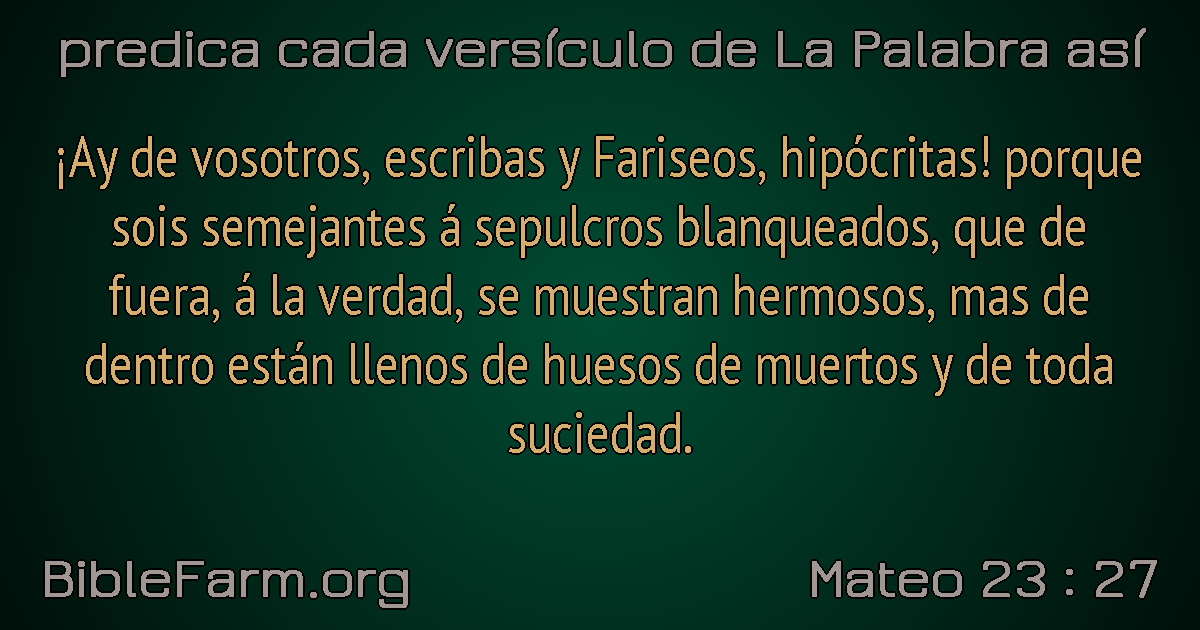 predica cada versículo de La Palabra así
¡Ay de vosotros, escribas y Fariseos, hipócritas! porque
sois semejantes á sepulcros blanqueados, que de
fuera, á la verdad, se muestran hermosos, mas de
dentro están llenos de huesos de muertos y de toda
suciedad.
BibleFarm.org
Mateo 23 : 27